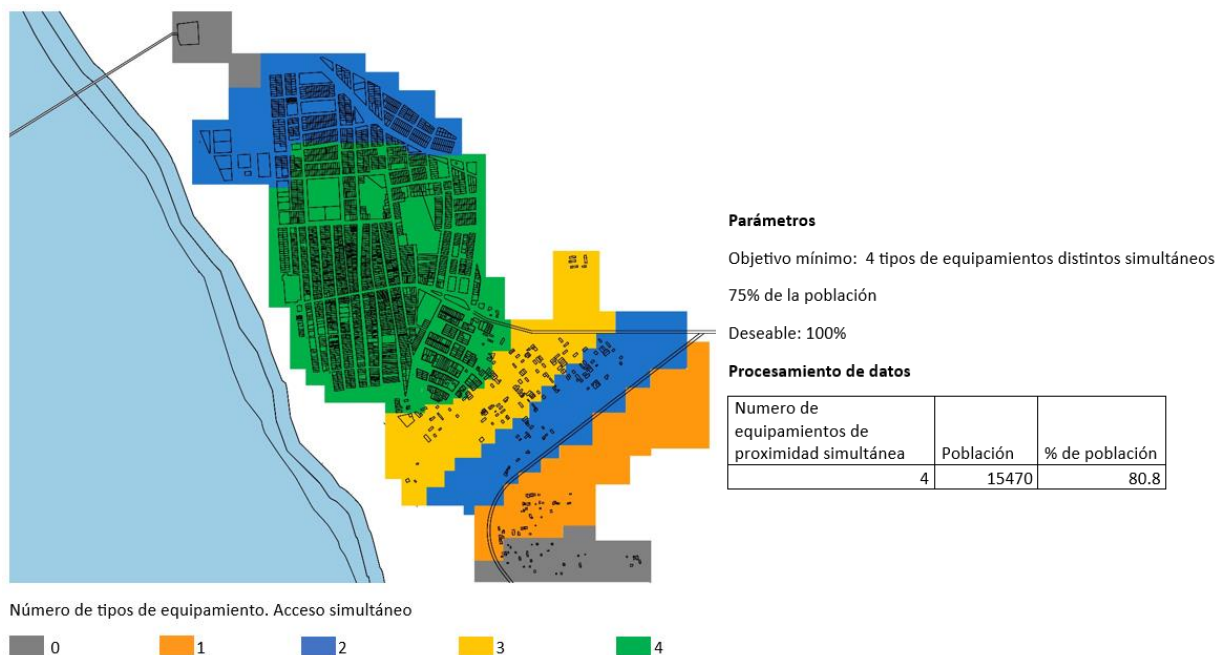 Parámetros
Objetivo mínimo: 4 tipos de equipamientos distintos simultáneos
75% de la población
Deseable: 100%
Procesamiento de datos
Numero de
equipamientos de
proximidad simultánea
Población
% de población
4
15470
80.8
Número de tipos de equipamiento. Acceso simultáneo
0
1
2
3
4